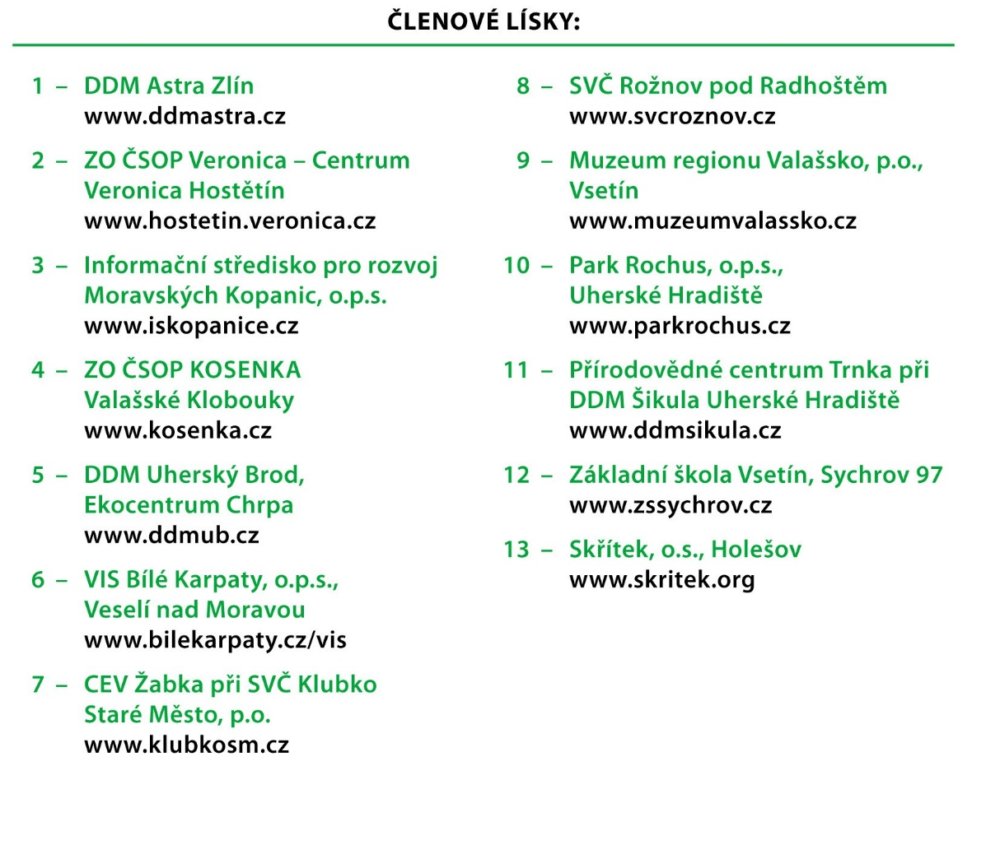 ČLENOVÉ LÍSKY:
1 – DDM Astra Zlín
www.ddmastra.cz
2 – ZO ČSOP Veronica – Centrum
Veronica Hostětín
www.hostetin.veronica.cz
3 – Informační středisko pro rozvoj
Moravských Kopanic, o.p.s.
www.iskopanice.cz
4 – ZO ČSOP KOSENKA
Valašské Klobouky
www.kosenka.cz
5 – DDM Uherský Brod,
Ekocentrum Chrpa
www.ddmub.cz
6 – VIS Bílé Karpaty, o.p.s.,
Veselí nad Moravou
www.bilekarpaty.cz/vis
7 – CEV Žabka při SVČ Klubko
Staré Město, p.o.
www.klubkosm.cz
8 – SVČ Rožnov pod Radhoštěm
www.svcroznov.cz
9 – Muzeum regionu Valašsko, p.o.,
Vsetín
www.muzeumvalassko.cz
10 – Park Rochus, o.p.s.,
Uherské Hradiště
www.parkrochus.cz
11 – Přírodovědné centrum Trnka při
DDM Šikula Uherské Hradiště
www.ddmsikula.cz
12 – Základní škola Vsetín, Sychrov 97
www.zssychrov.cz
13 – Skřítek, o.s., Holešov
www.skritek.org